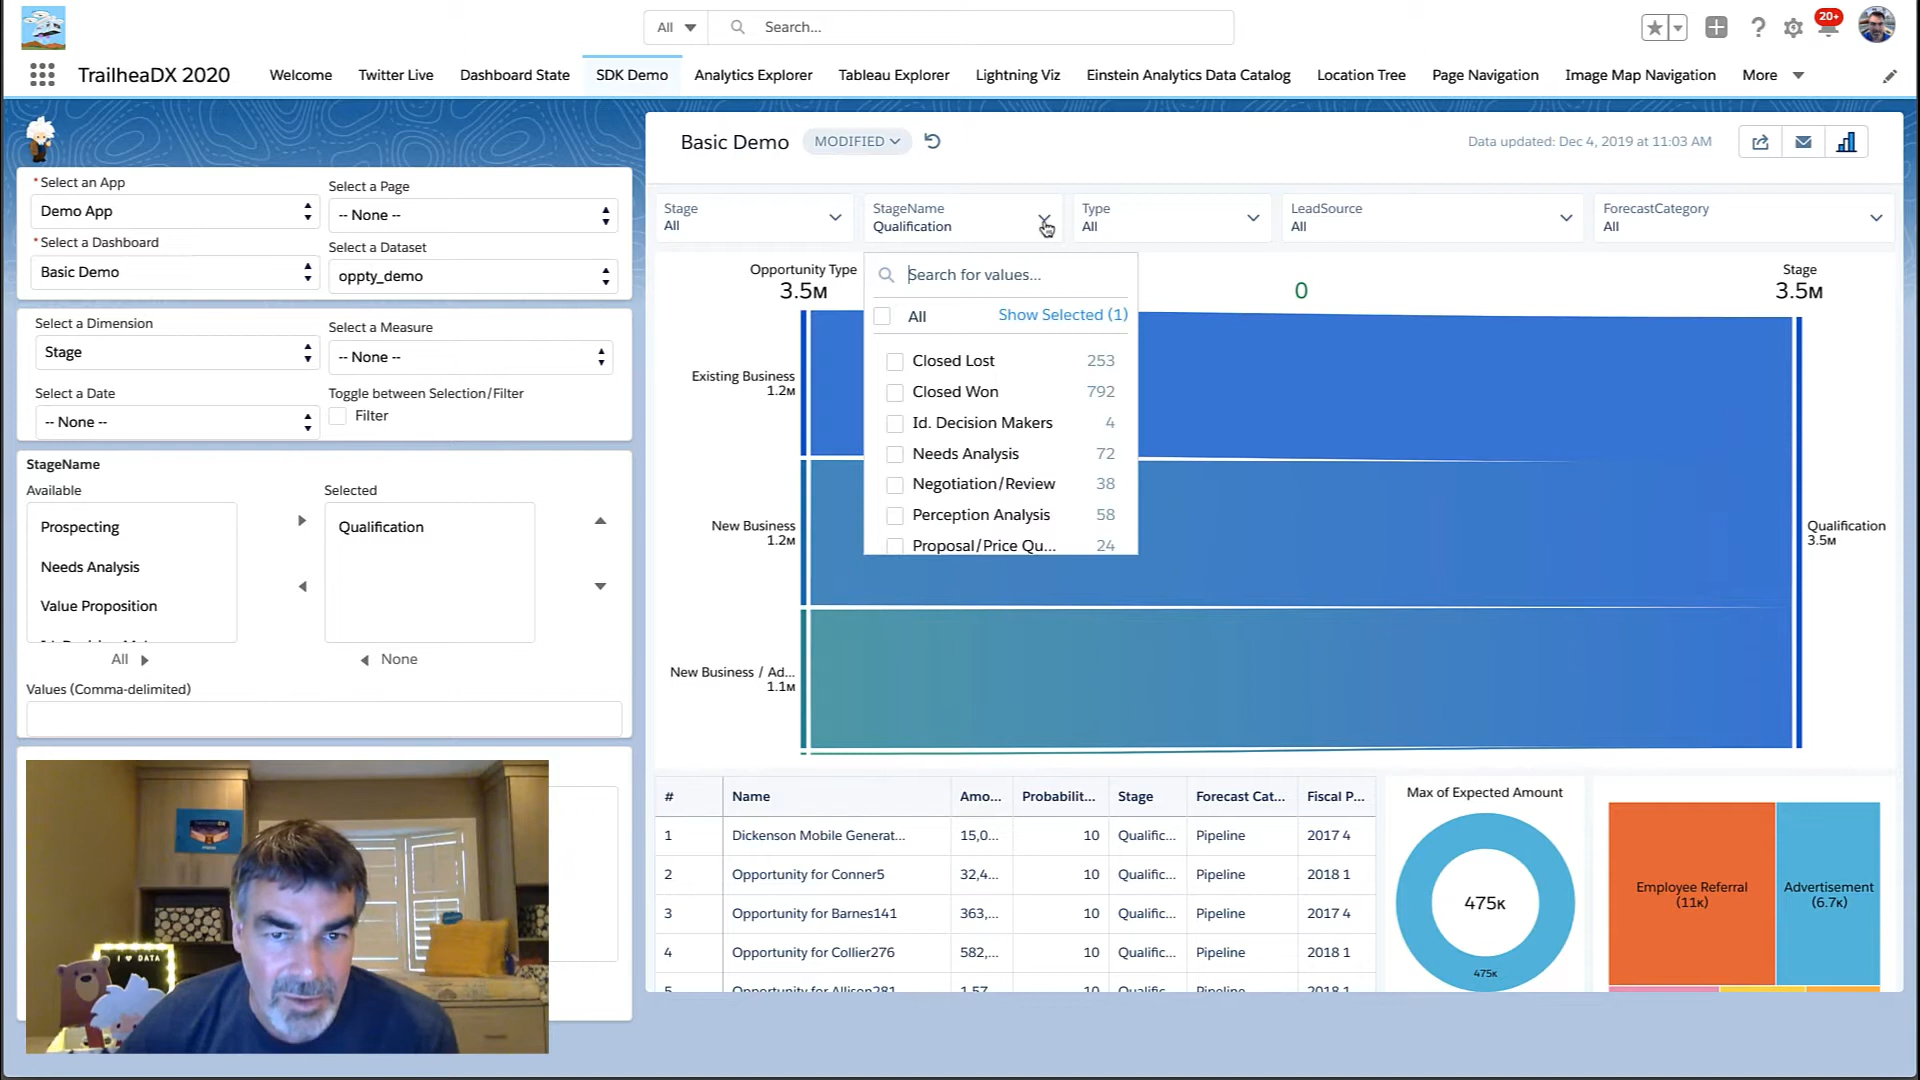 All
Search...
20+
TrailheaDX 2020
Welcome
Twitter Live
Dashboard State
SDK Demo
Analytics Explorer
Tableau Explorer
Lightning Viz
Einstein Analytics Data Catalog
Location Tree
Page Navigation
Image Map Navigation
More
* Select an App
Demo App
Select a Page
-- None --
* Select a Dashboard
Basic Demo
Select a Dataset
oppty_demo
Select a Dimension
Stage
Select a Measure
-- None --
Select a Date
-- None --
Toggle between Selection/Filter
Filter
StageName
Available
Selected
Prospecting
Needs Analysis
Value Proposition
Qualification
All
None
Values (Comma-delimited)
I ♥ DATA
Basic Demo
MODIFIED
Data updated: Dec 4, 2019 at 11:03 AM
Stage
All
StageName
Qualification
Type
All
LeadSource
All
ForecastCategory
All
Search for values...
All
Show Selected (1)
Closed Lost 253
Closed Won 792
Id. Decision Makers 4
Needs Analysis 72
Negotiation/Review 38
Perception Analysis 58
Proposal/Price Qu... 24
Opportunity Type
3.5M
0
Stage
3.5M
Existing Business
1.2M
New Business
1.2M
New Business / Ad...
1.1M
Qualification
3.5M
# Name Amo... Probabilit... Stage Forecast Cat... Fiscal P...
1 Dickenson Mobile Generat... 15,0... 10 Qualific... Pipeline 2017 4
2 Opportunity for Conner5 32,4... 10 Qualific... Pipeline 2018 1
3 Opportunity for Barnes141 363,... 10 Qualific... Pipeline 2017 4
4 Opportunity for Collier276 582,... 10 Qualific... Pipeline 2018 1
5 Opportunity for Allison281 1,57... 10 Qualific... Pipeline 2018 1
Max of Expected Amount
475K
475K
Employee Referral
(11K)
Advertisement
(6.7K)